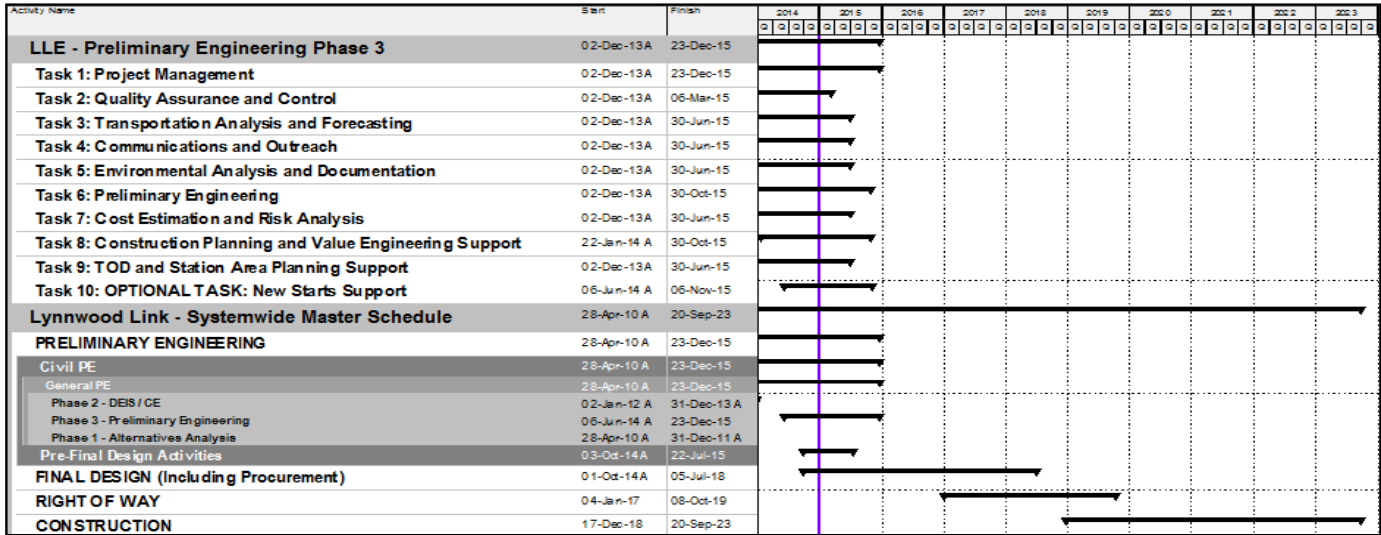 Activity Name Start Finish 2014 2015 2016 2017 2018 2019 2020 2021 2022 2023
Q Q Q Q Q Q Q Q Q Q Q Q Q Q Q Q Q Q Q Q Q Q Q Q Q Q Q Q Q Q Q Q Q Q Q Q Q Q Q Q
LLE - Preliminary Engineering Phase 3 02-Dec-13A 23-Dec-15
Task 1: Project Management 02-Dec-13A 23-Dec-15
Task 2: Quality Assurance and Control 02-Dec-13A 06-Mar-15
Task 3: Transportation Analysis and Forecasting 02-Dec-13A 30-Jun-15
Task 4: Communications and Outreach 02-Dec-13A 30-Jun-15
Task 5: Environmental Analysis and Documentation 02-Dec-13A 30-Jun-15
Task 6: Preliminary Engineering 02-Dec-13A 30-Oct-15
Task 7: Cost Estimation and Risk Analysis 02-Dec-13A 30-Jun-15
Task 8: Construction Planning and Value Engineering Support 22-Jan-14 A 30-Oct-15
Task 9: TOD and Station Area Planning Support 02-Dec-13A 30-Jun-15
Task 10: OPTIONAL TASK: New Starts Support 06-Jun-14 A 06-Nov-15
Lynnwood Link - Systemwide Master Schedule 28-Apr-10 A 20-Sep-23
PRELIMINARY ENGINEERING 28-Apr-10 A 23-Dec-15
Civil PE 28-Apr-10 A 23-Dec-15
General PE 28-Apr-10 A 23-Dec-15
Phase 2 - DEIS / CE 02-Jan-12 A 31-Dec-13 A
Phase 3 - Preliminary Engineering 06-Jun-14 A 23-Dec-15
Phase 1 - Alternatives Analysis 28-Apr-10 A 31-Dec-11 A
Pre-Final Design Activities 03-Oct-14A 22-Jul-15
FINAL DESIGN (Including Procurement) 01-Oct-14A 05-Jul-18
RIGHT OF WAY 04-Jan-17 08-Oct-19
CONSTRUCTION 17-Dec-18 20-Sep-23